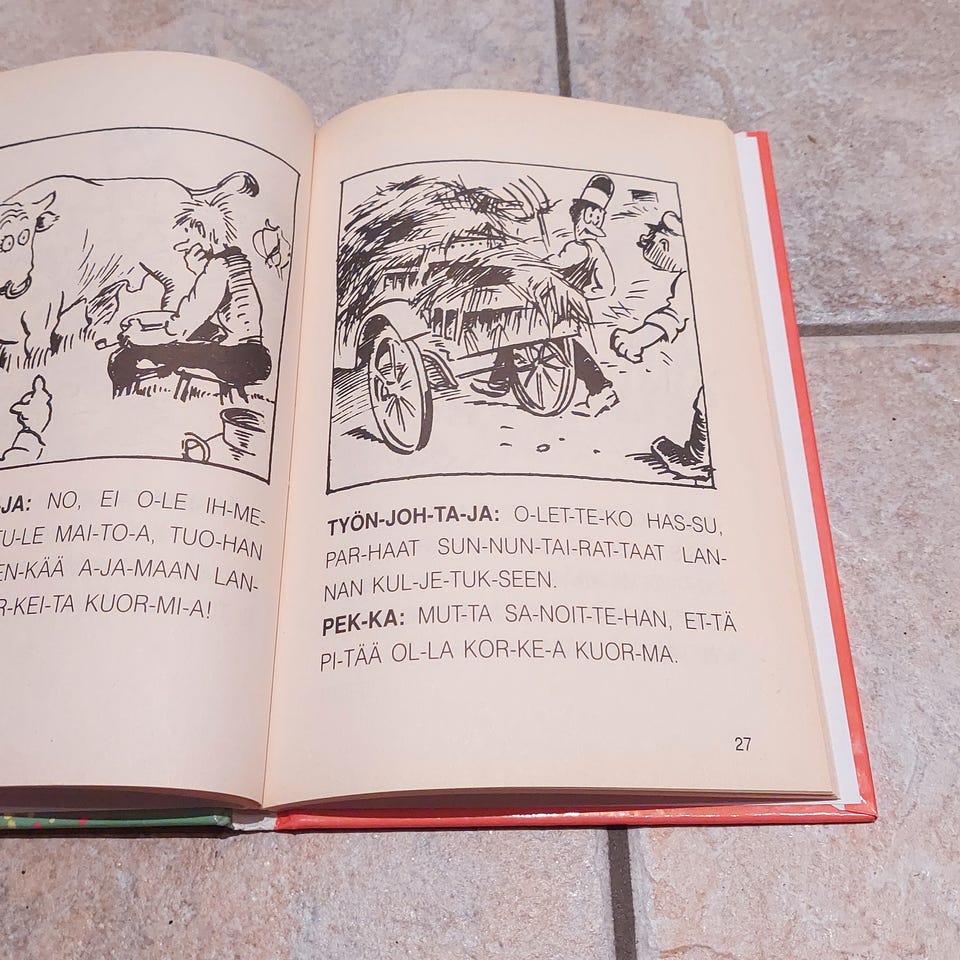 -JA: NO, EI O-LE IH-ME-
TU-LE MAI-TO-A, TUO-HAN
EN-KÄÄ A-JA-MAAN LAN-
R-KEI-TA KUOR-MI-A!
TYÖN-JOH-TA-JA: O-LET-TE-KO HAS-SU,
PAR-HAAT SUN-NUN-TAI-RAT-TAAT LAN-
NAN KUL-JE-TUK-SEEN.
PEK-KA: MUT-TA SA-NOIT-TE-HAN, ET-TÄ
PI-TÄÄ OL-LA KOR-KE-A KUOR-MA.
27